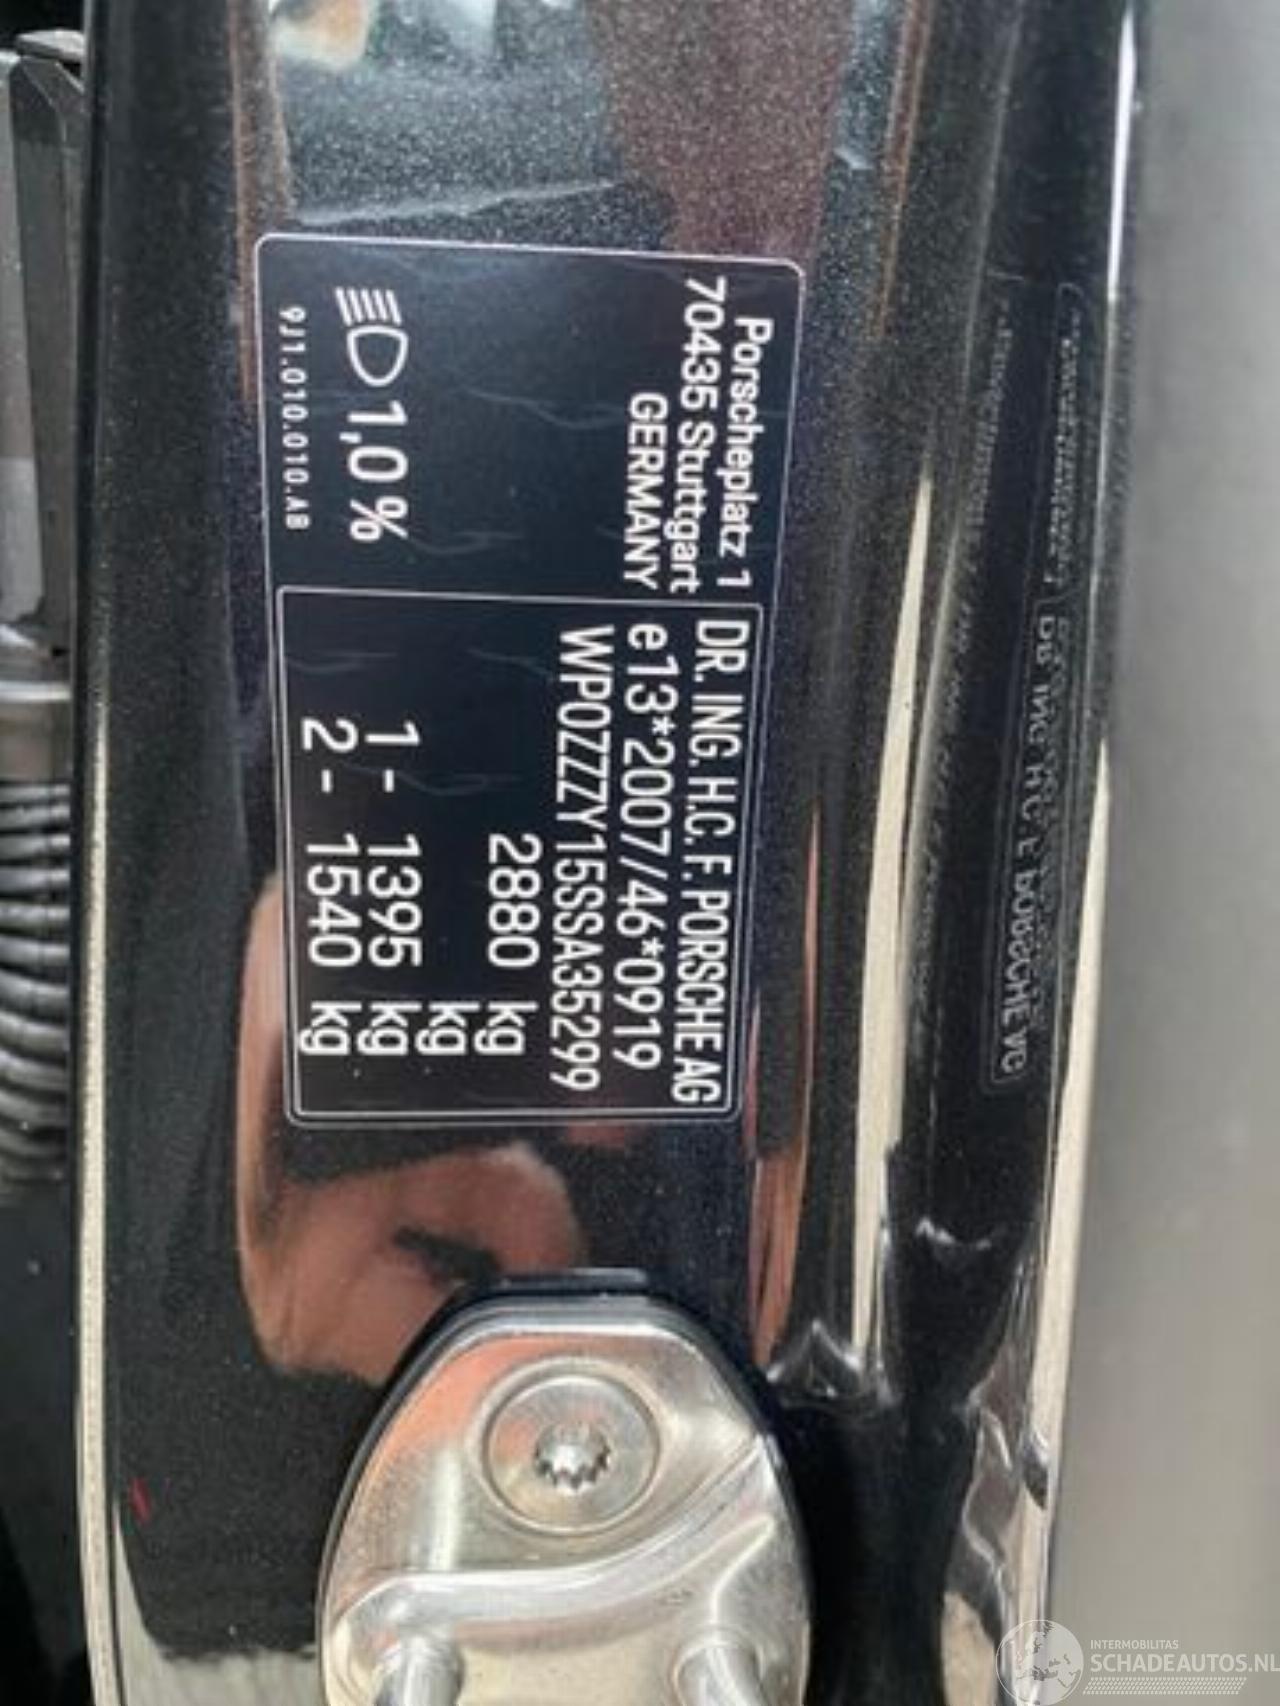 Porscheplatz 1
70435 Stuttgart
GERMANY
1,0%
9J1.010.010.AB
DR. ING. H.C. F. PORSCHE AG
e13*2007/46*0919
WP0ZZZY15SSA35299
2880 kg
kg
1 - 1395 kg
2 - 1540 kg
INTERMOBILITAS
SCHADEAUTOS.NL